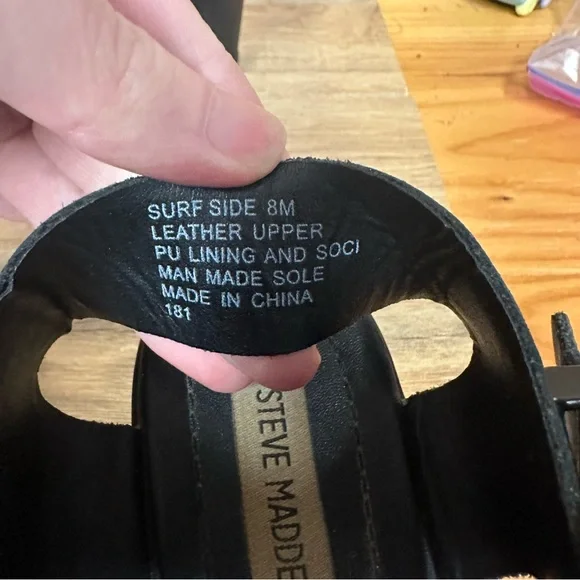 SURF SIDE 8M
LEATHER UPPER
PU LINING AND SOCI
MAN MADE SOLE
MADE IN CHINA
181
STEVE MADDE